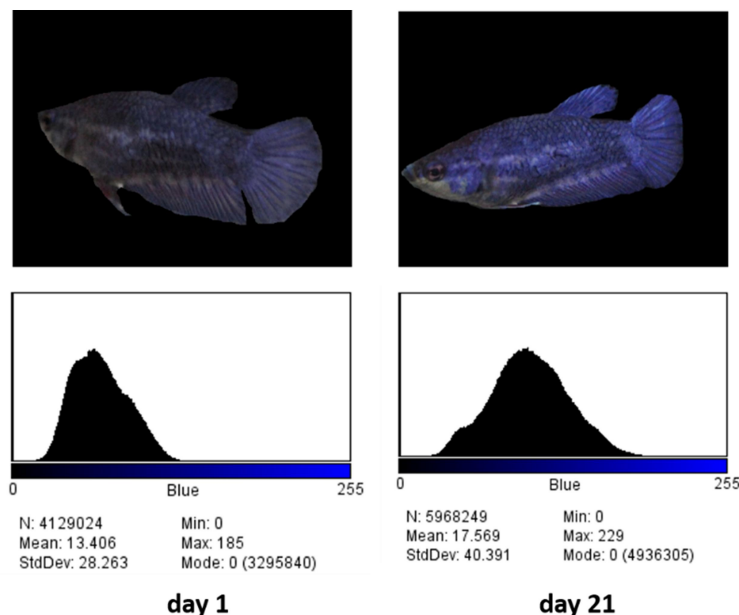 0 Blue 255
N: 4129024 Min: 0
Mean: 13.406 Max: 185
StdDev: 28.263 Mode: 0 (3295840)
day 1
0 Blue 255
N: 5968249 Min: 0
Mean: 17.569 Max: 229
StdDev: 40.391 Mode: 0 (4936305)
day 21